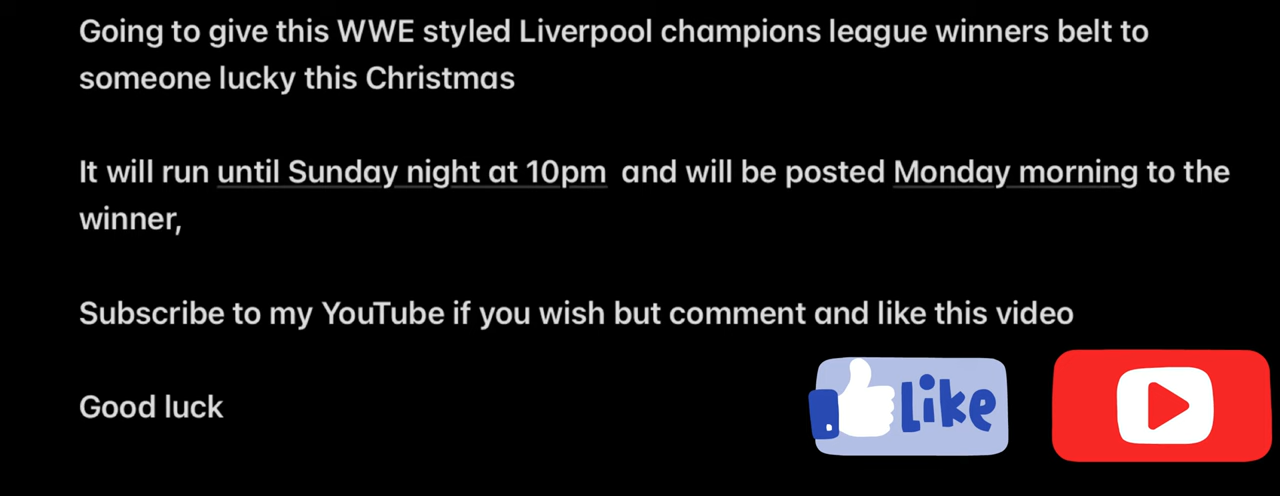 Going to give this WWE styled Liverpool champions league winners belt to
someone lucky this Christmas
It will run until Sunday night at 10pm  and will be posted Monday morning to the
winner,
Subscribe to my YouTube if you wish but comment and like this video
Good luck
Like